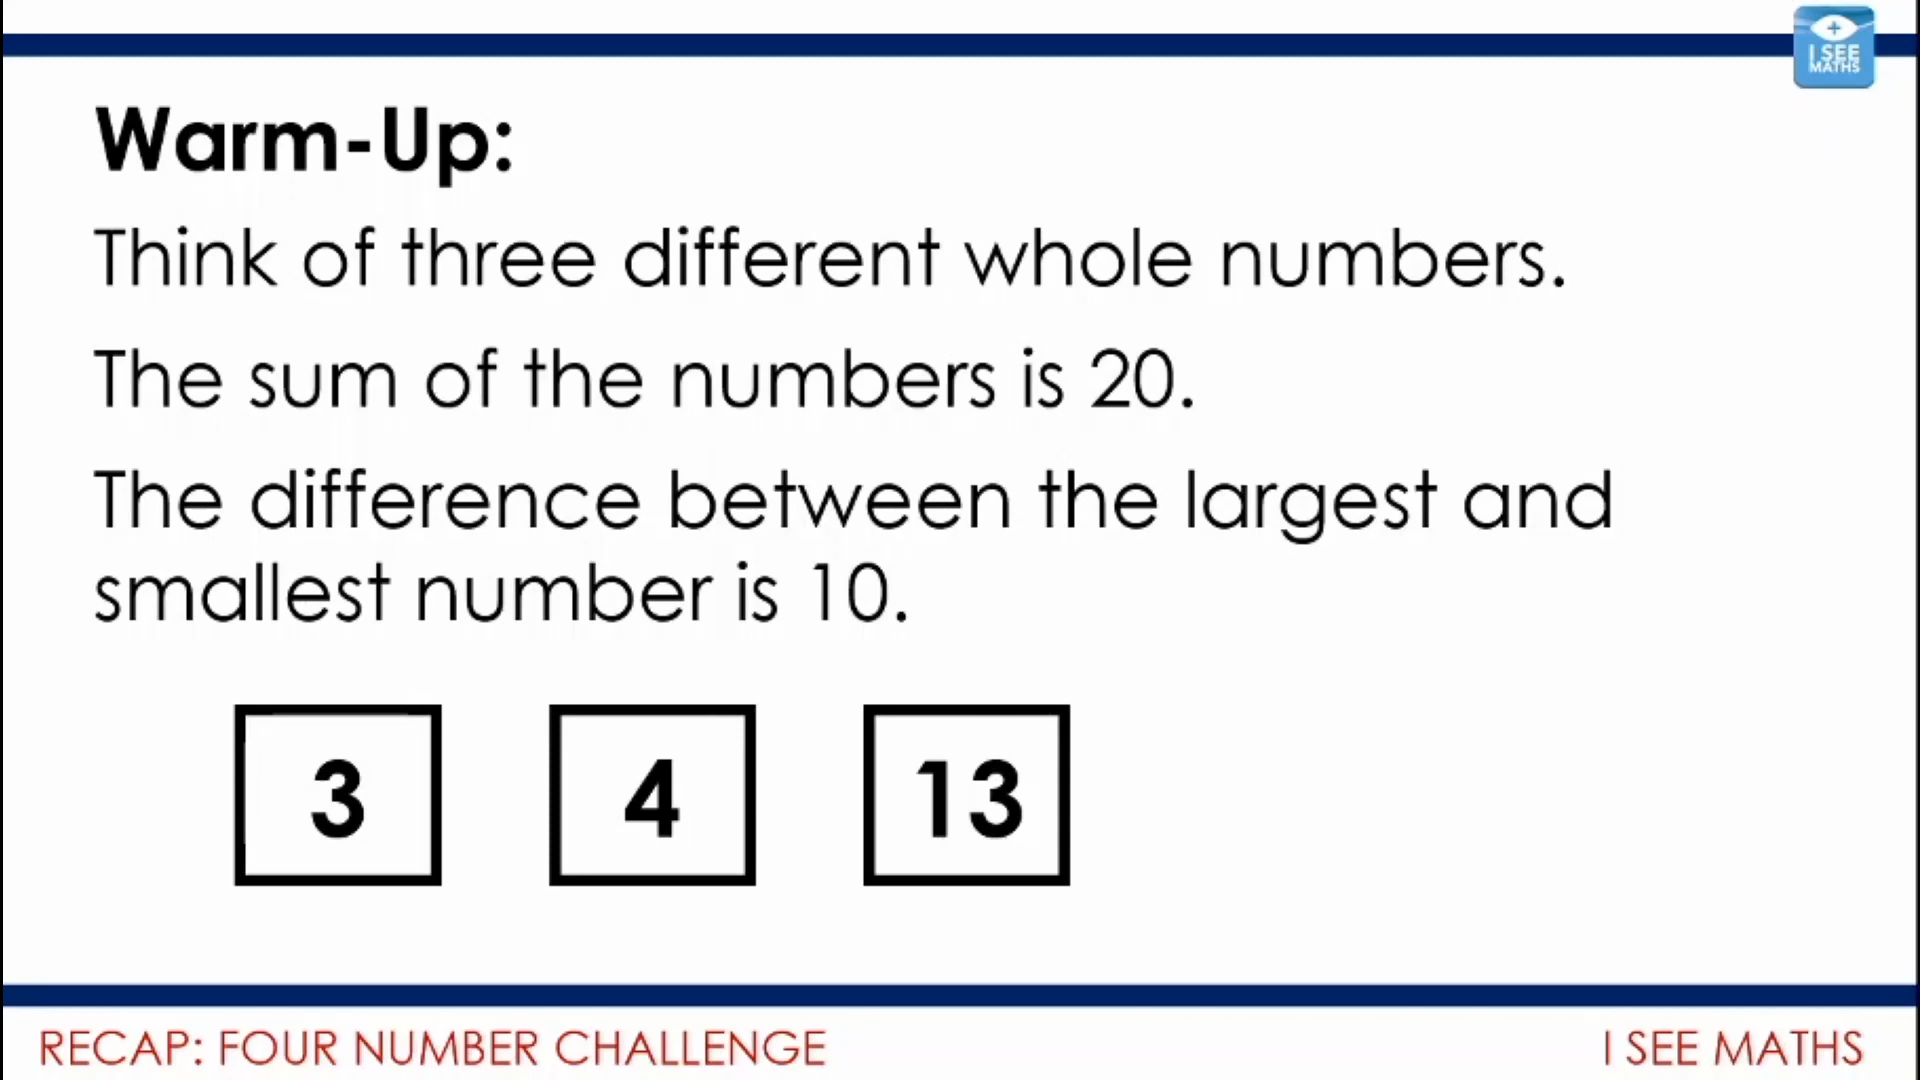 I SEE
MATHS
Warm-Up:
Think of three different whole numbers.
The sum of the numbers is 20.
The difference between the largest and
smallest number is 10.
3 4 13
RECAP: FOUR NUMBER CHALLENGE I SEE MATHS